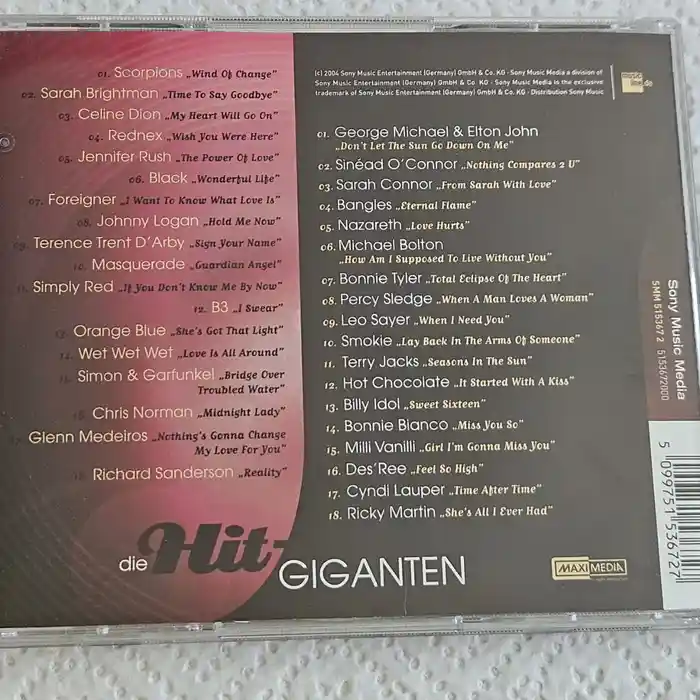 01. Scorpions „Wind Of Change"
02. Sarah Brightman „Time To Say Goodbye"
03. Celine Dion „My Heart Will Go On"
04. Rednex „Wish You Were Here"
05. Jennifer Rush „The Power Of Love"
06. Black „Wonderful Life"
07. Foreigner „I Want To Know What Love Is"
08. Johnny Logan „Hold Me Now"
09. Terence Trent D'Arby „Sign Your Name"
10. Masquerade „Guardian Angel"
11. Simply Red „If You Don't Know Me By Now"
12. B3 „I Swear"
13. Orange Blue „She's Got That Light"
14. Wet Wet Wet „Love Is All Around"
15. Simon & Garfunkel „Bridge Over
Troubled Water"
16. Chris Norman „Midnight Lady"
17. Glenn Medeiros „Nothing's Gonna Change
My Love For You"
18. Richard Sanderson „Reality"
(c) 2004 Sony Music Entertainment (Germany) GmbH & Co. KG · Sony Music Media a division of
Sony Music Entertainment (Germany) GmbH & Co. KG · Sony Music Media is the exclusive
trademark of Sony Music Entertainment (Germany) GmbH & Co. KG · Distribution Sony Music
music
line.de
01. George Michael & Elton John
„Don't Let The Sun Go Down On Me"
02. Sinéad O'Connor „Nothing Compares 2 U"
03. Sarah Connor „From Sarah With Love"
04. Bangles „Eternal Flame"
05. Nazareth „Love Hurts"
06. Michael Bolton
„How Am I Supposed To Live Without You"
07. Bonnie Tyler „Total Eclipse Of The Heart"
08. Percy Sledge „When A Man Loves A Woman"
09. Leo Sayer „When I Need You"
10. Smokie „Lay Back In The Arms Of Someone"
11. Terry Jacks „Seasons In The Sun"
12. Hot Chocolate „It Started With A Kiss"
13. Billy Idol „Sweet Sixteen"
14. Bonnie Bianco „Miss You So"
15. Milli Vanilli „Girl I'm Gonna Miss You"
16. Des'Ree „Feel So High"
17. Cyndi Lauper „Time After Time"
18. Ricky Martin „She's All I Ever Had"
die Hit-
GIGANTEN
MAXI MEDIA
Sony Music Media
SMM 515367 2 5153672000
5 099751 536727